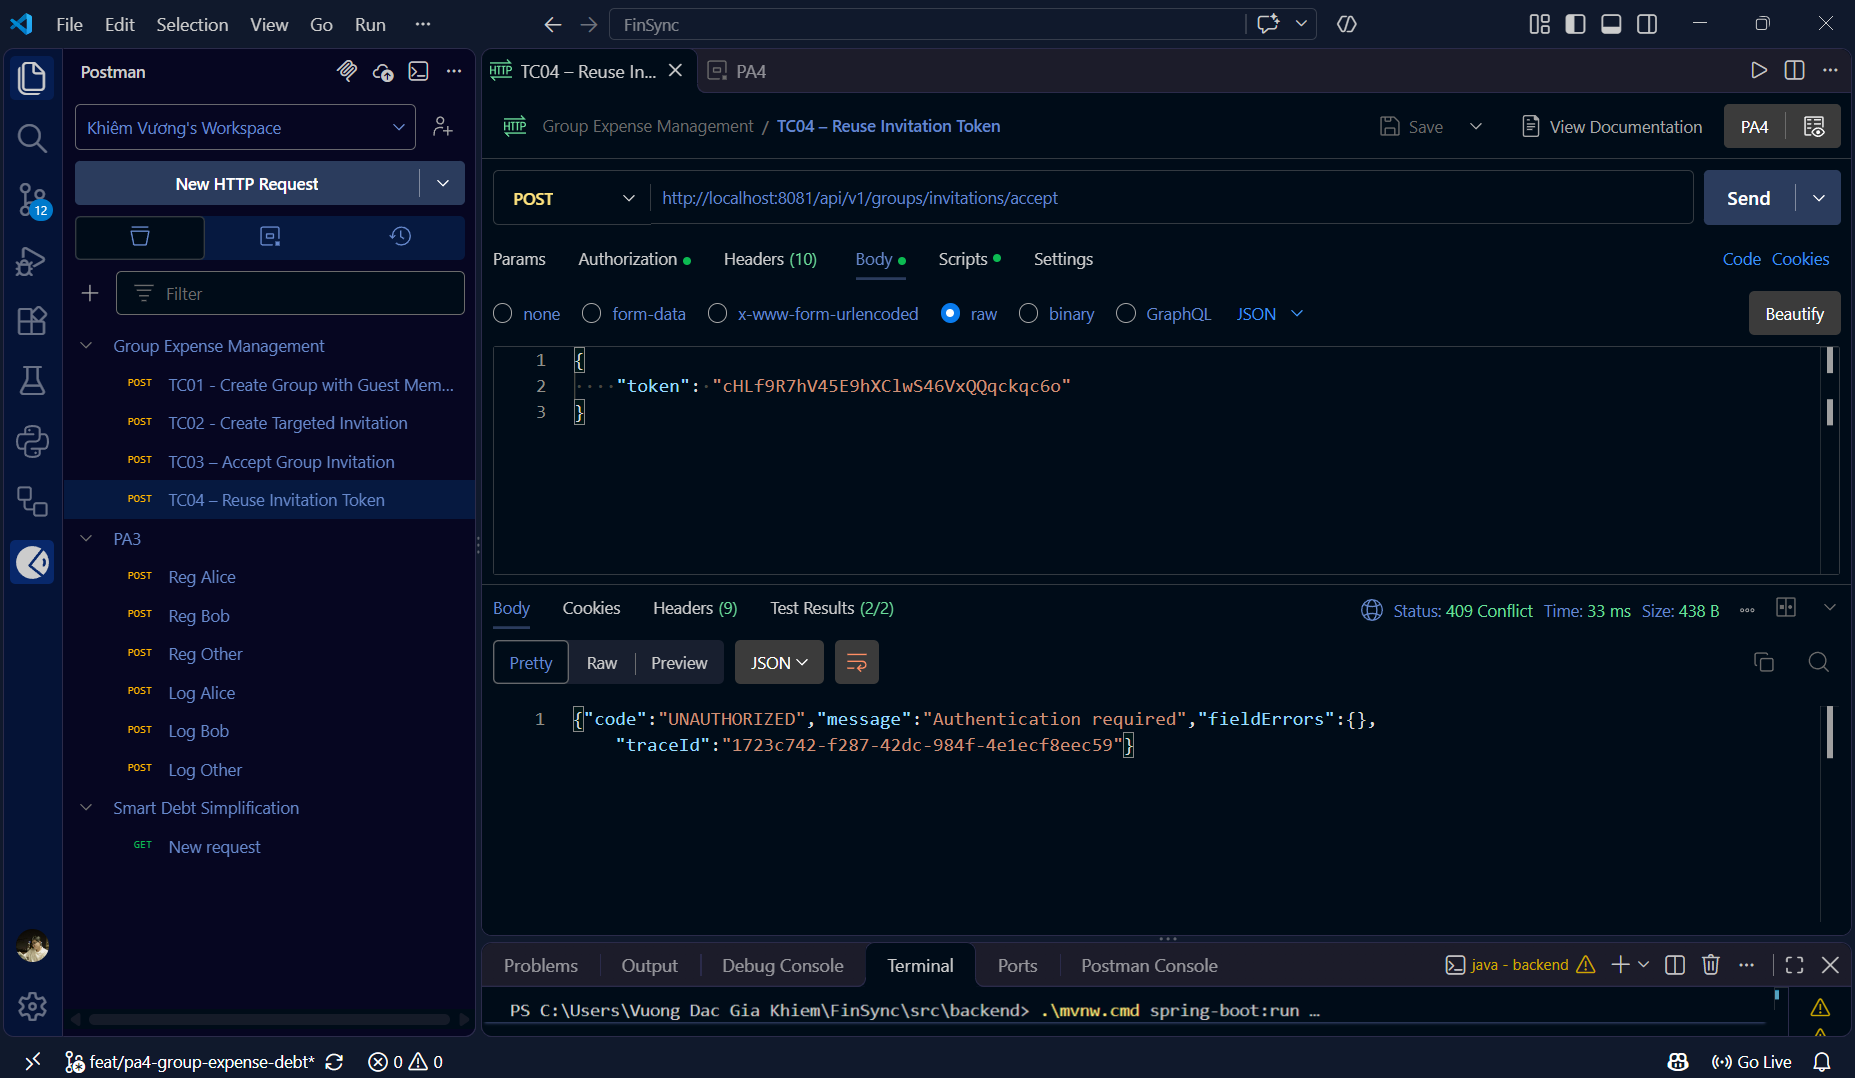 File Edit Selection View Go Run ···
FinSync
Postman
Khiêm Vương's Workspace
New HTTP Request
Filter
Group Expense Management
POST TC01 - Create Group with Guest Mem...
POST TC02 - Create Targeted Invitation
POST TC03 – Accept Group Invitation
POST TC04 – Reuse Invitation Token
PA3
POST Reg Alice
POST Reg Bob
POST Reg Other
POST Log Alice
POST Log Bob
POST Log Other
Smart Debt Simplification
GET New request
12
HTTP TC04 – Reuse In... PA4
HTTP Group Expense Management / TC04 – Reuse Invitation Token Save View Documentation PA4
POST http://localhost:8081/api/v1/groups/invitations/accept Send
Params Authorization Headers (10) Body Scripts Settings Code Cookies
none form-data x-www-form-urlencoded raw binary GraphQL JSON Beautify
1 {
2 ····"token":·"cHLf9R7hV45E9hXClwS46VxQQqckqc6o"
3 }
Body Cookies Headers (9) Test Results (2/2) Status: 409 Conflict Time: 33 ms Size: 438 B
Pretty Raw Preview JSON
1 {"code":"UNAUTHORIZED","message":"Authentication required","fieldErrors":{},
"traceId":"1723c742-f287-42dc-984f-4e1ecf8eec59"}
Problems Output Debug Console Terminal Ports Postman Console java - backend
PS C:\Users\Vuong Dac Gia Khiem\FinSync\src\backend> .\mvnw.cmd spring-boot:run …
feat/pa4-group-expense-debt* 0 0 Go Live